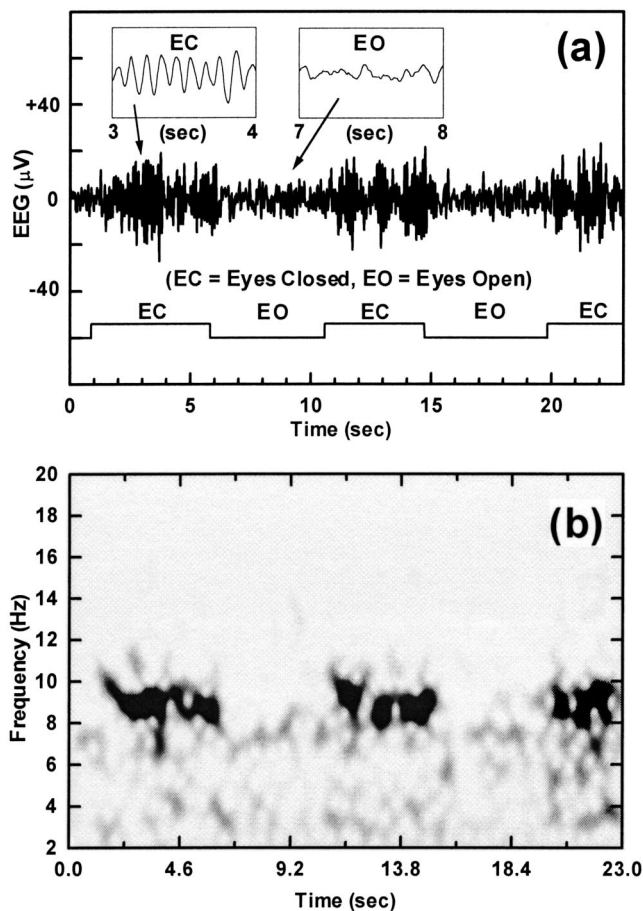 (a)
EC EO
3 (sec) 4 7 (sec) 8
+40
0
-40
EEG (μV)
(EC = Eyes Closed, EO = Eyes Open)
EC EO EC EO EC
0 5 10 15 20
Time (sec)
(b)
20
18
16
14
12
10
8
6
4
2
Frequency (Hz)
0.0 4.6 9.2 13.8 18.4 23.0
Time (sec)